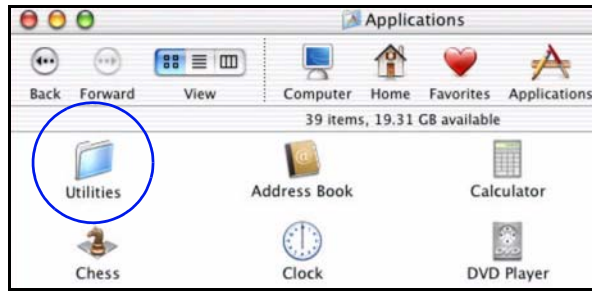 Applications
Back Forward View Computer Home Favorites Applications
39 items, 19.31 GB available
Utilities Address Book Calculator
Chess Clock DVD Player